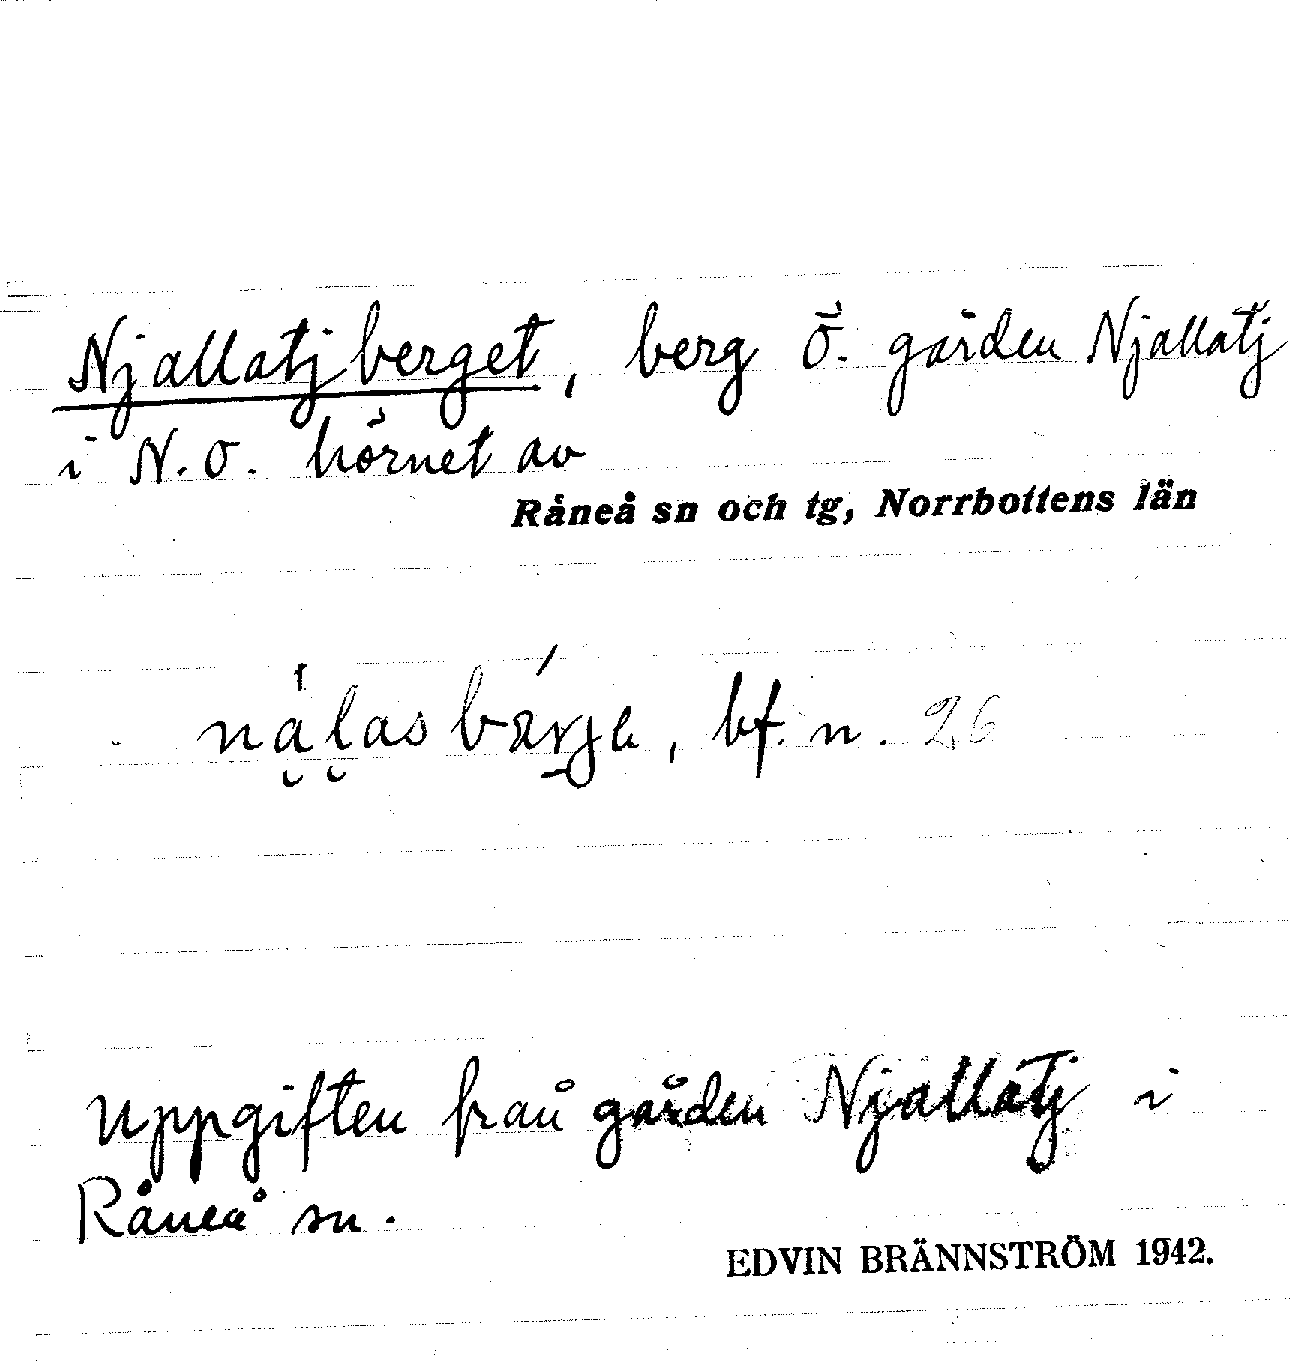 Njallatjberget, berg ö. gården Njallatj
i N.O. hörnet av
Råneå sn och tg, Norrbottens län
bf. n. 26
Uppgiften från gården Njallatj i
Råneå sn.
EDVIN BRÄNNSTRÖM 1942.